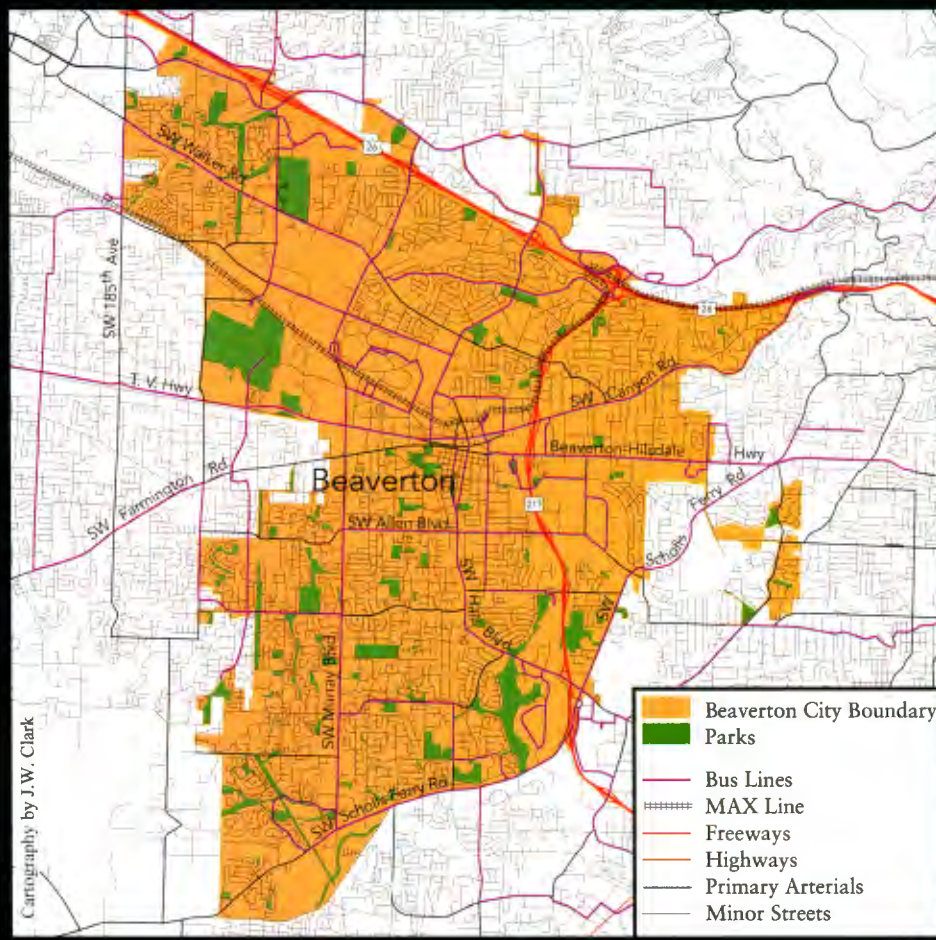 26
SW Walker Rd
SW 185th Ave
26
T. V. Hwy
SW Canyon Rd
Beaverton-Hillsdale
Hwy
SW Farmington Rd
Beaverton
Ferry Rd
217
SW Allen Blvd
Scholls
SW
SW Hall Blvd
SW Murray Blvd
SW Scholls Ferry Rd
Cartography by J.W. Clark
Beaverton City Boundary
Parks
Bus Lines
MAX Line
Freeways
Highways
Primary Arterials
Minor Streets